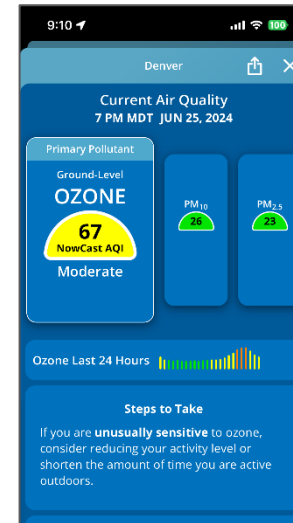 9:10
100
Denver
Current Air Quality
7 PM MDT JUN 25, 2024
Primary Pollutant
Ground-Level
OZONE
67
NowCast AQI
Moderate
PM10
26
PM2.5
23
Ozone Last 24 Hours
Steps to Take
If you are unusually sensitive to ozone,
consider reducing your activity level or
shorten the amount of time you are active
outdoors.